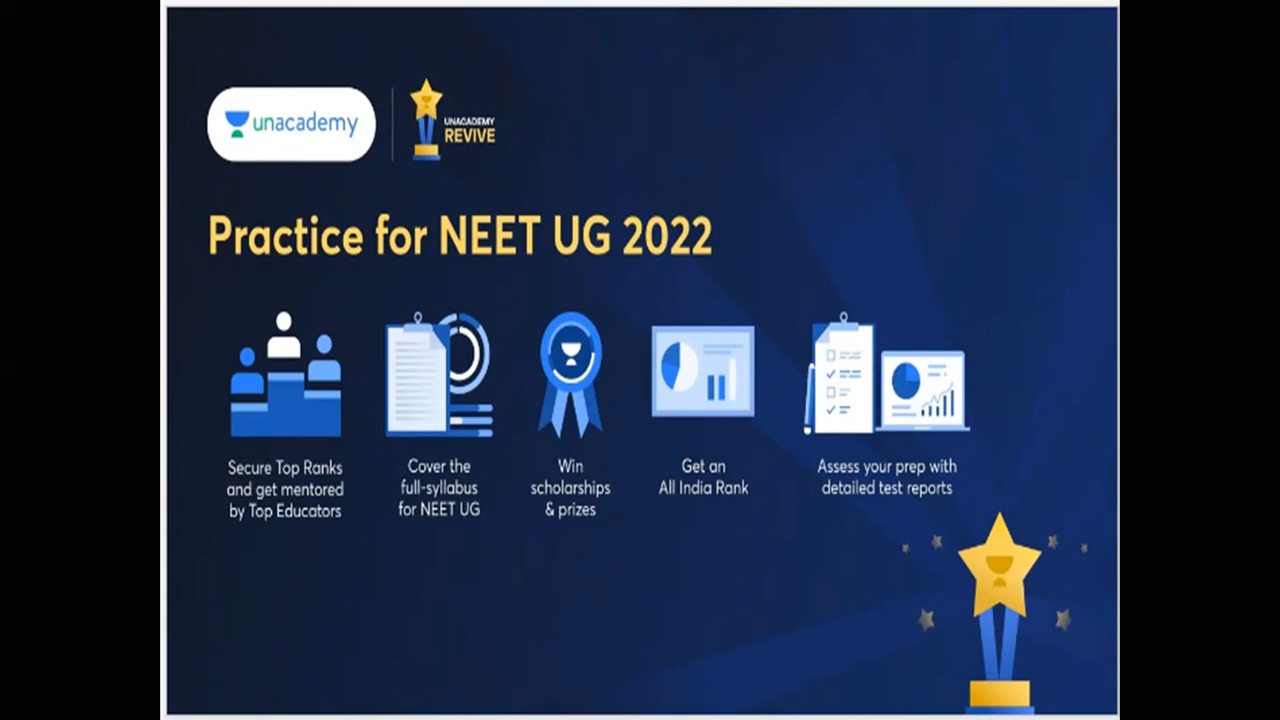 unacademy
UNACADEMY
REVIVE
Practice for NEET UG 2022
Secure Top Ranks
and get mentored
by Top Educators
Cover the
full-syllabus
for NEET UG
Win
scholarships
& prizes
Get an
All India Rank
Assess your prep with
detailed test reports